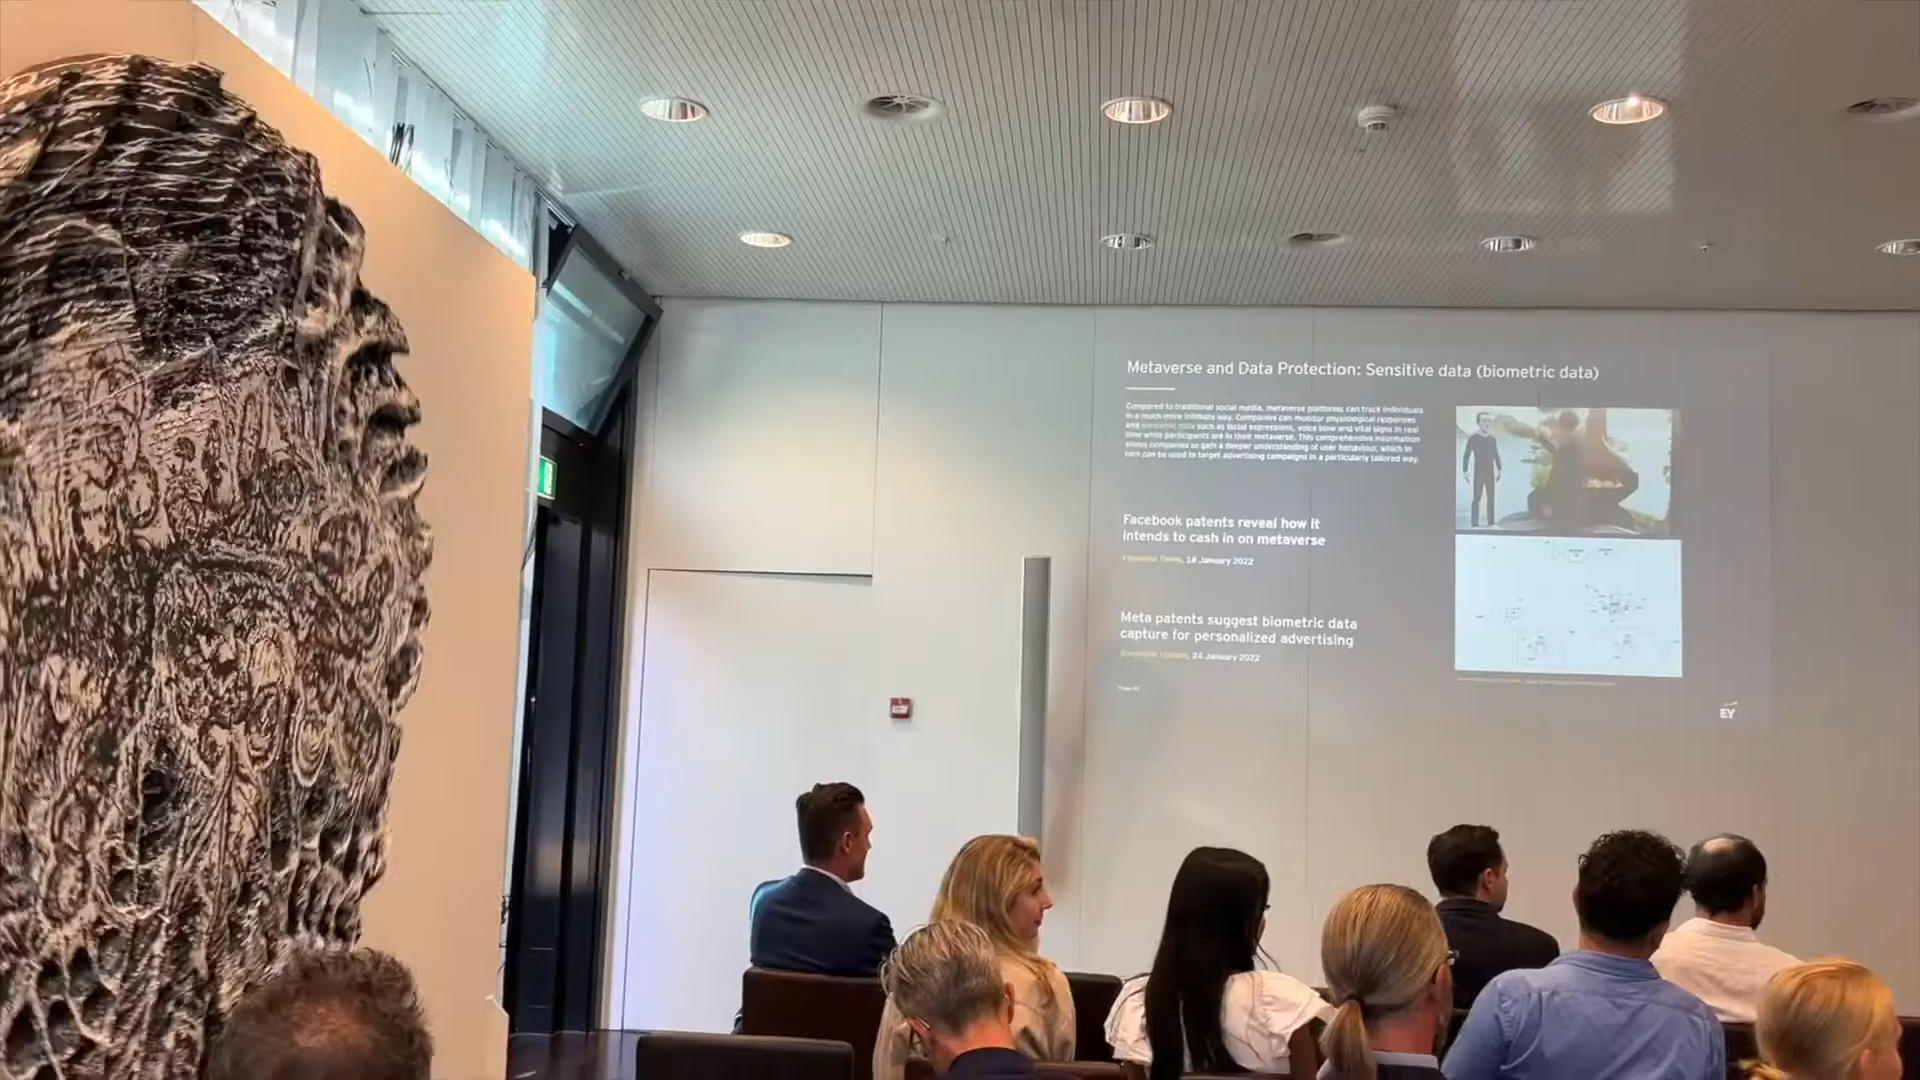 Metaverse and Data Protection: Sensitive data (biometric data)
Compared to traditional social media, metaverse platforms can track individuals
in a much more intimate way. Companies can monitor physiological responses
and biometric data such as facial expressions, voice tone and vital signs in real
time while participants are in their metaverse. This comprehensive information
allows companies to gain a deeper understanding of user behaviour, which in
turn can be used to target advertising campaigns in a particularly tailored way.
Facebook patents reveal how it
intends to cash in on metaverse
Financial Times, 18 January 2022
Meta patents suggest biometric data
capture for personalized advertising
Biometric Update, 24 January 2022
EY